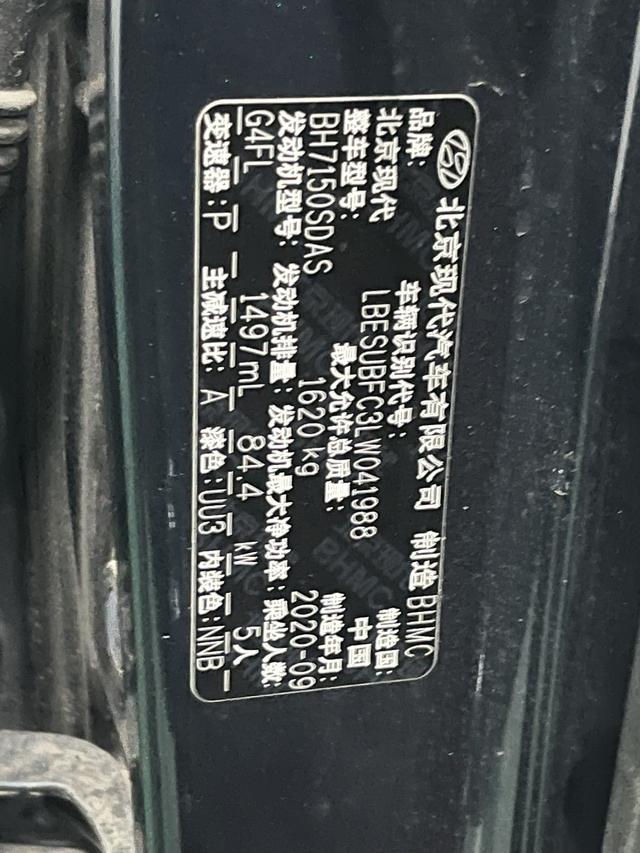 北京现代汽车有限公司 制造 BHMC
品牌: 车辆识别代号: 制造国:
北京现代 LBESUBFC3LW041988 中国
整车型号: 最大允许总质量: 制造年月:
BH7150SDAS 1620 kg 2020-09
发动机型号: 发动机排量: 发动机最大净功率: 乘坐人数:
G4FL 1497mL 84.4 kW 5人
变速器: P 主减速比: A 漆色: UU3 内装色: NNB